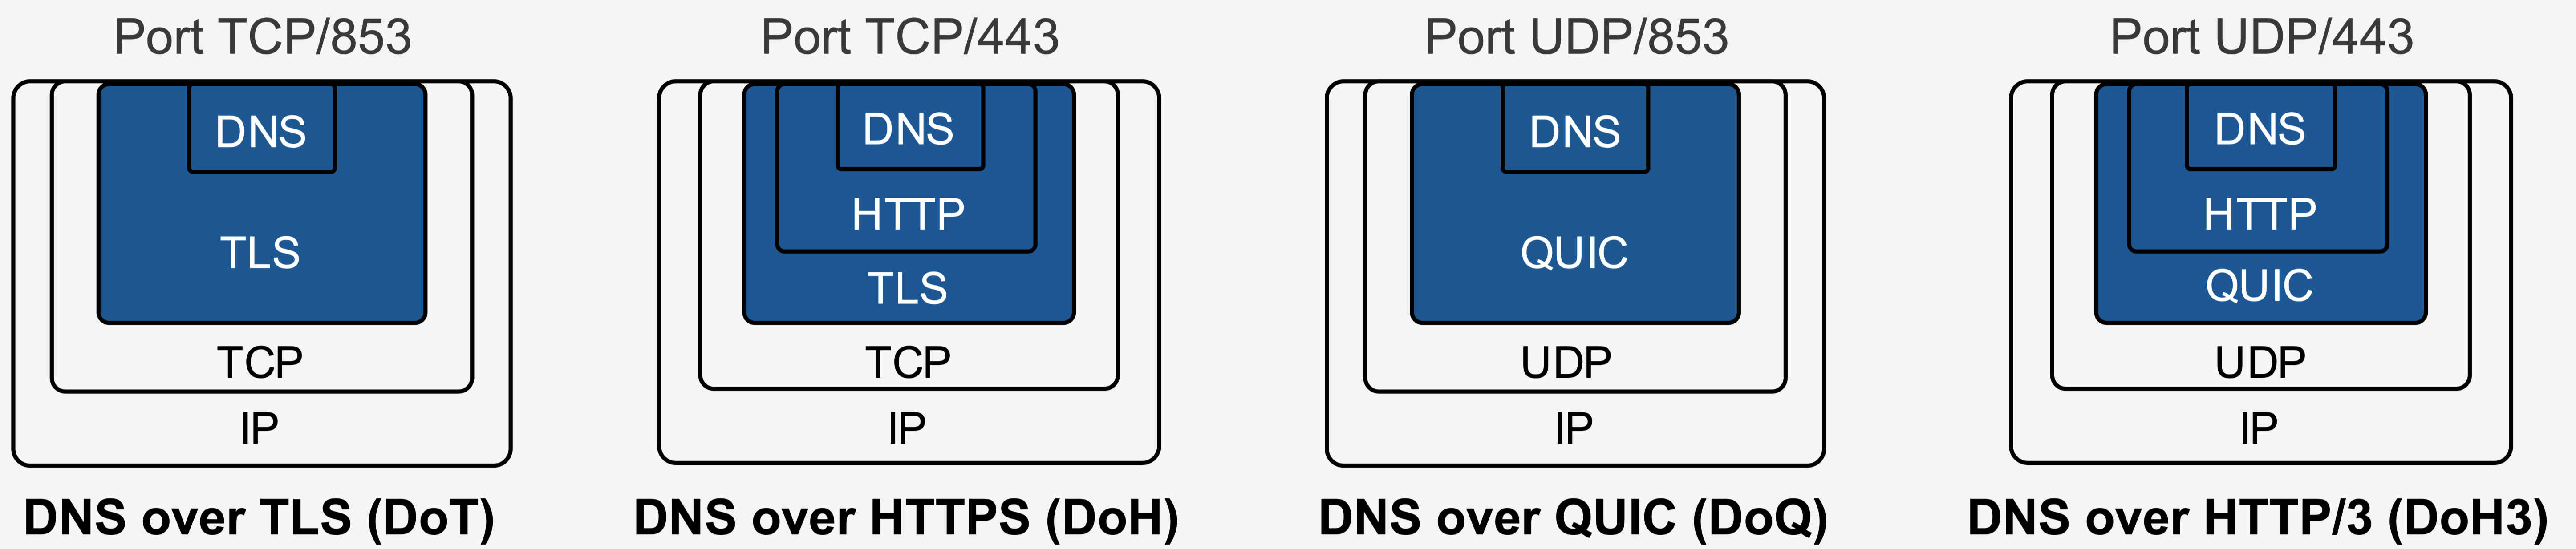 Port TCP/853
DNS
TLS
TCP
IP
DNS over TLS (DoT)
Port TCP/443
DNS
HTTP
TLS
TCP
IP
DNS over HTTPS (DoH)
Port UDP/853
DNS
QUIC
UDP
IP
DNS over QUIC (DoQ)
Port UDP/443
DNS
HTTP
QUIC
UDP
IP
DNS over HTTP/3 (DoH3)